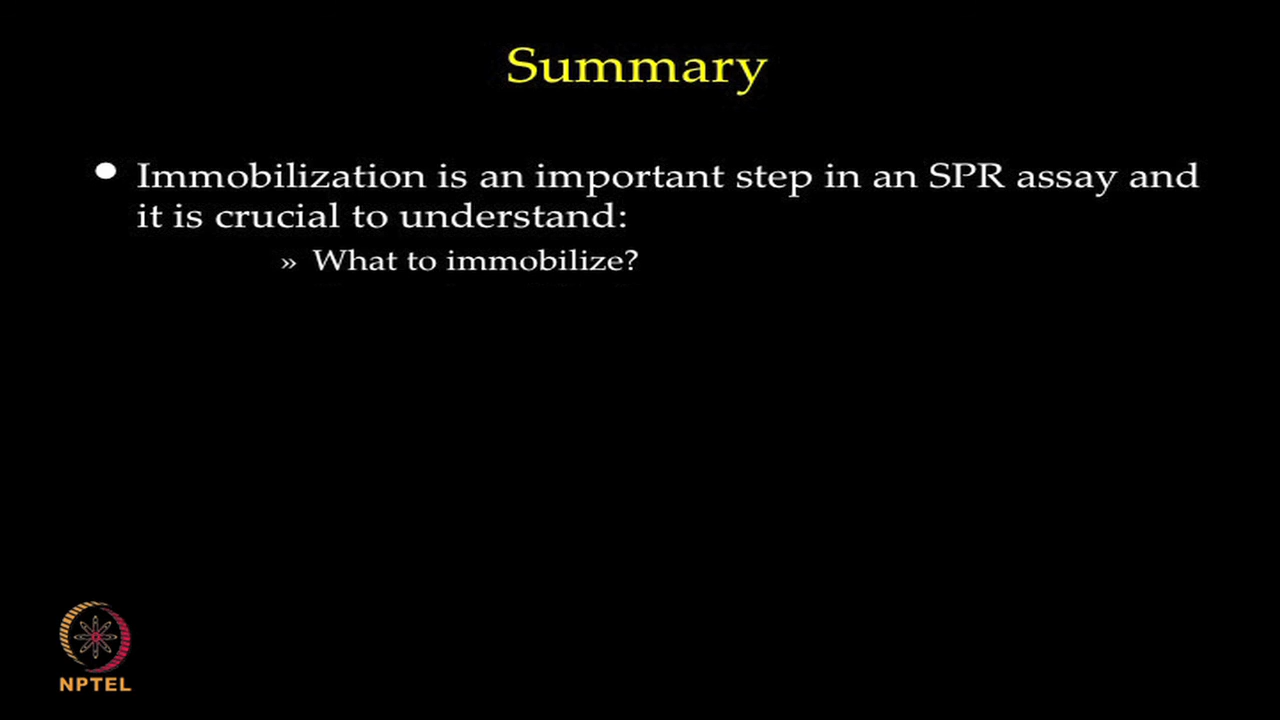 Summary
• Immobilization is an important step in an SPR assay and
it is crucial to understand:
» What to immobilize?
NPTEL